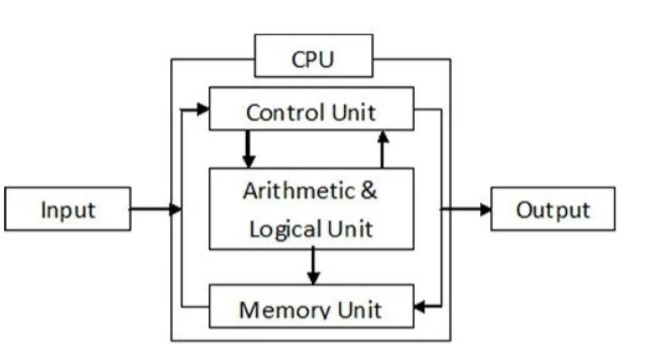 CPU
Control Unit
Arithmetic &
Logical Unit
Input
Output
Memory Unit